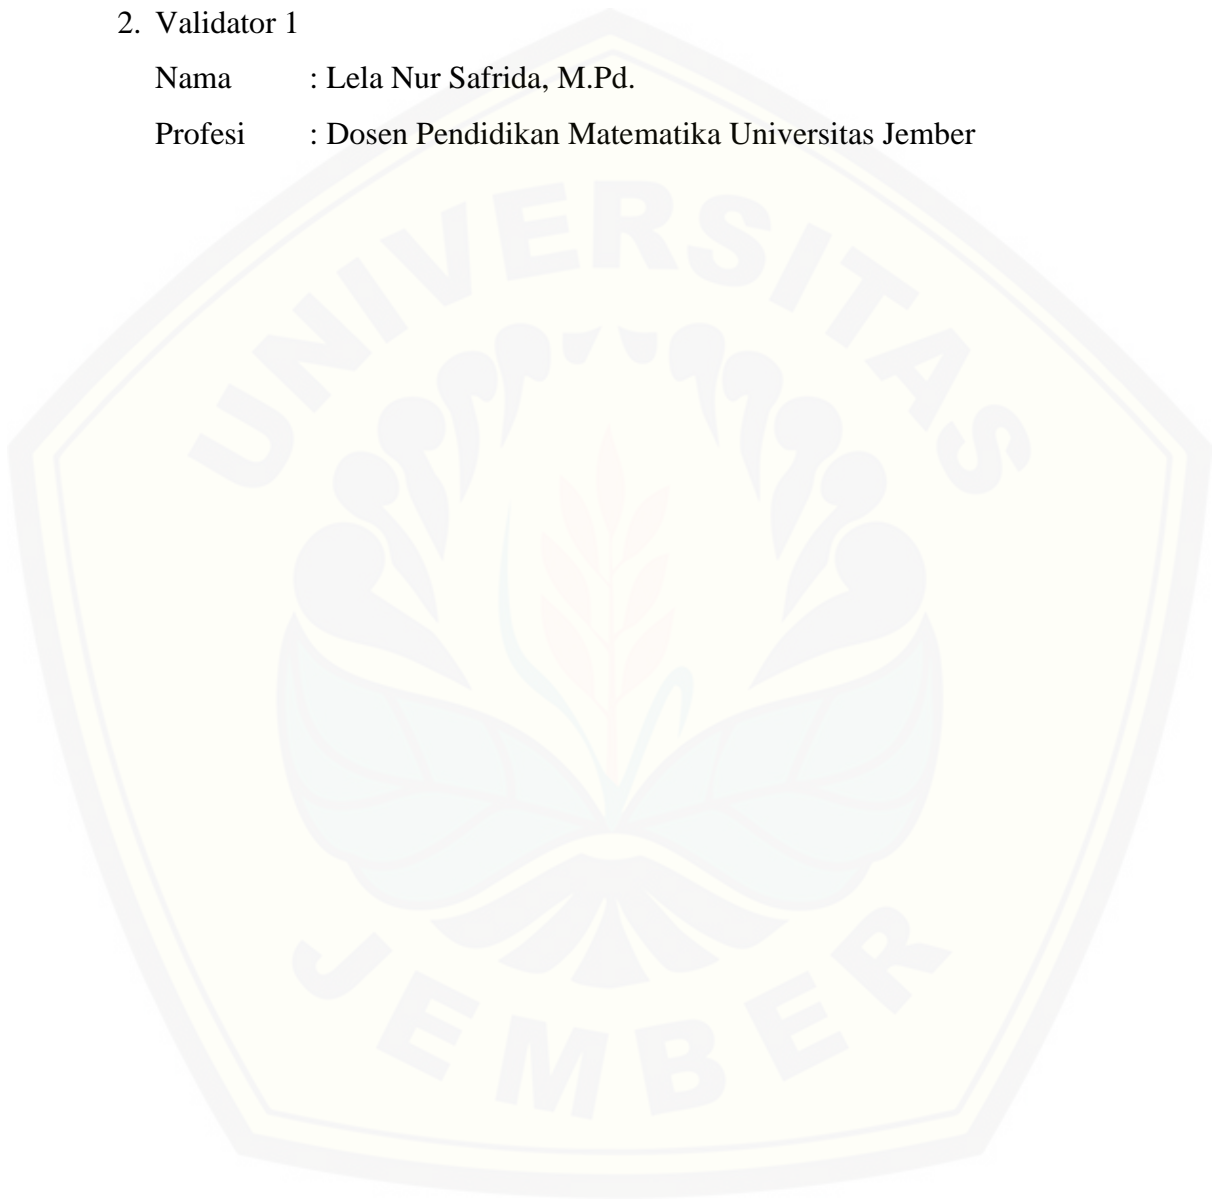 2. Validator 1
Nama : Lela Nur Safrida, M.Pd.
Profesi : Dosen Pendidikan Matematika Universitas Jember
UNIVERSITAS
JEMBER